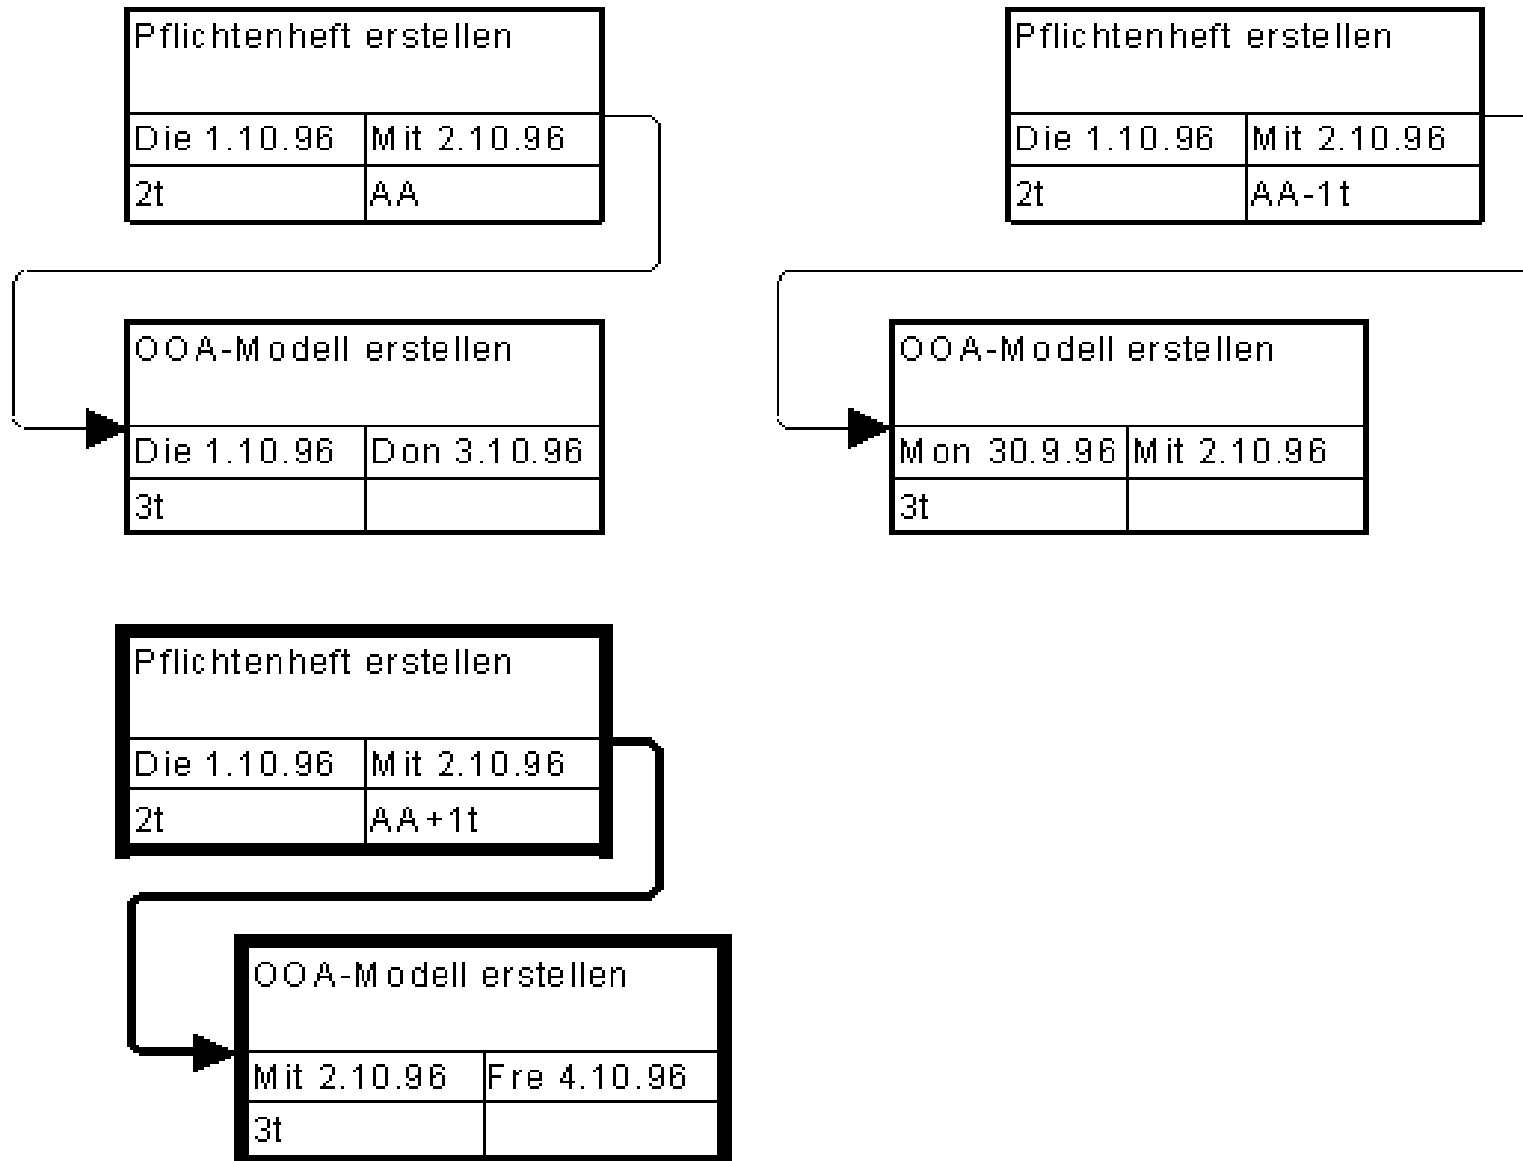 Pflichtenheft erstellen
Die 1.10.96 Mit 2.10.96
2t AA
OOA-Modell erstellen
Die 1.10.96 Don 3.10.96
3t
Pflichtenheft erstellen
Die 1.10.96 Mit 2.10.96
2t AA-1t
OOA-Modell erstellen
Mon 30.9.96 Mit 2.10.96
3t
Pflichtenheft erstellen
Die 1.10.96 Mit 2.10.96
2t AA+1t
OOA-Modell erstellen
Mit 2.10.96 Fre 4.10.96
3t